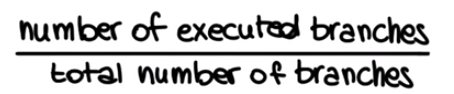 number of executed branches
total number of branches